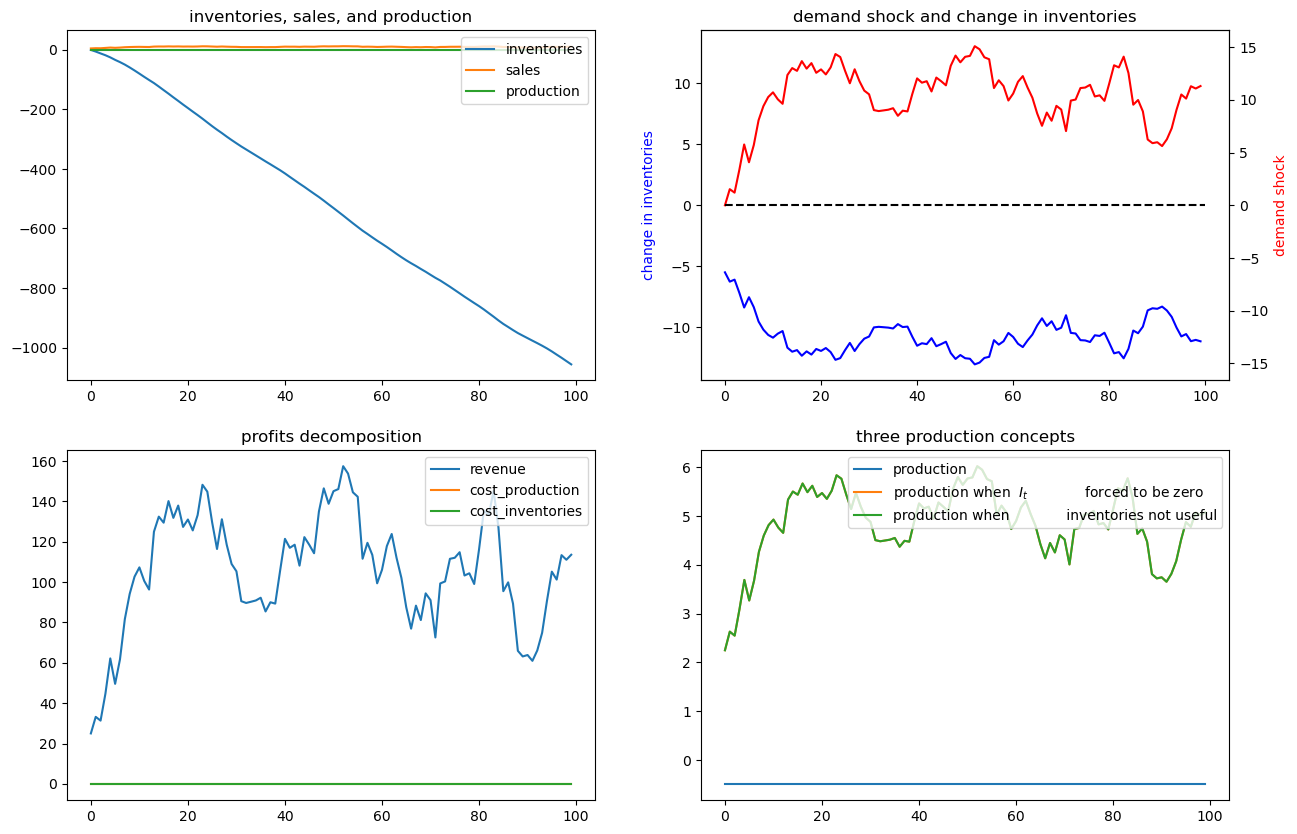 inventories, sales, and production
0
−200
−400
−600
−800
−1000
0 20 40 60 80 100
inventories
sales
production
demand shock and change in inventories
change in inventories
10
5
0
−5
−10
15
10
5
0
−5
−10
−15
demand shock
0 20 40 60 80 100
profits decomposition
160
140
120
100
80
60
40
20
0
0 20 40 60 80 100
revenue
cost_production
cost_inventories
three production concepts
6
5
4
3
2
1
0
0 20 40 60 80 100
production
production when I_t forced to be zero
production when inventories not useful